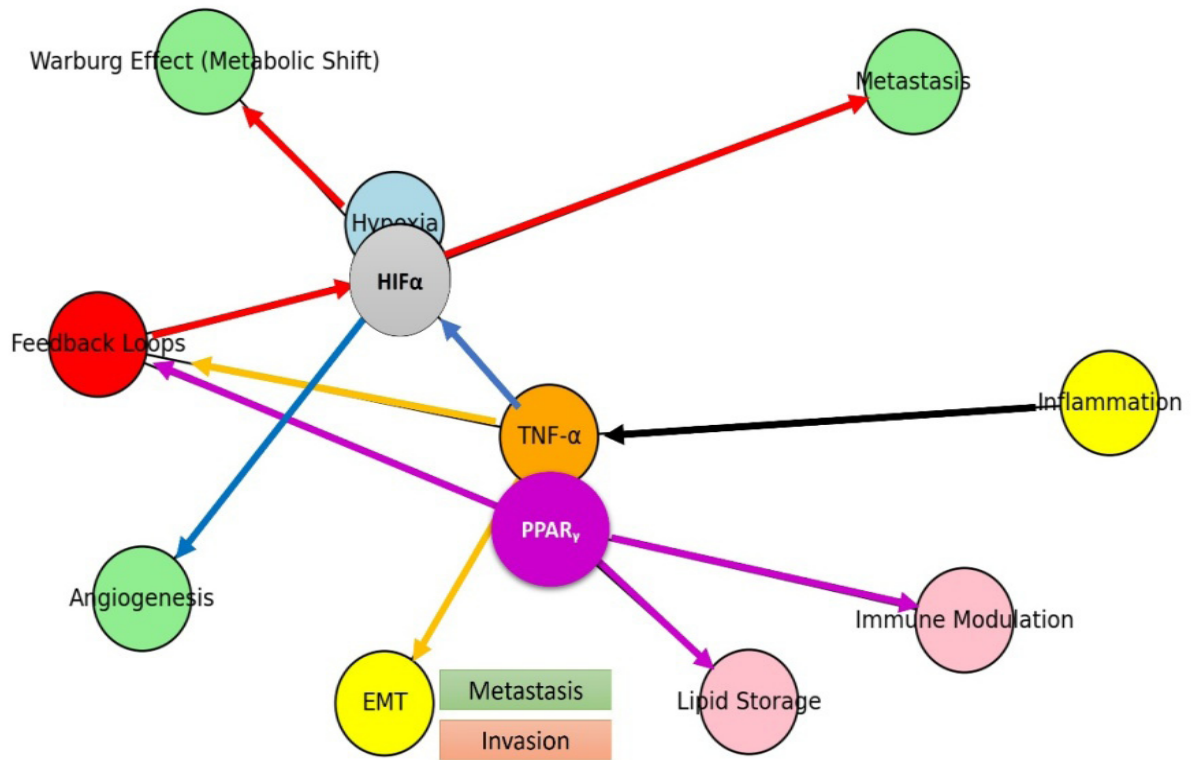 Warburg Effect (Metabolic Shift)
Metastasis
Hypoxia
HIFα
Feedback Loops
Inflammation
TNF-α
PPARγ
Angiogenesis
Immune Modulation
EMT
Metastasis
Lipid Storage
Invasion